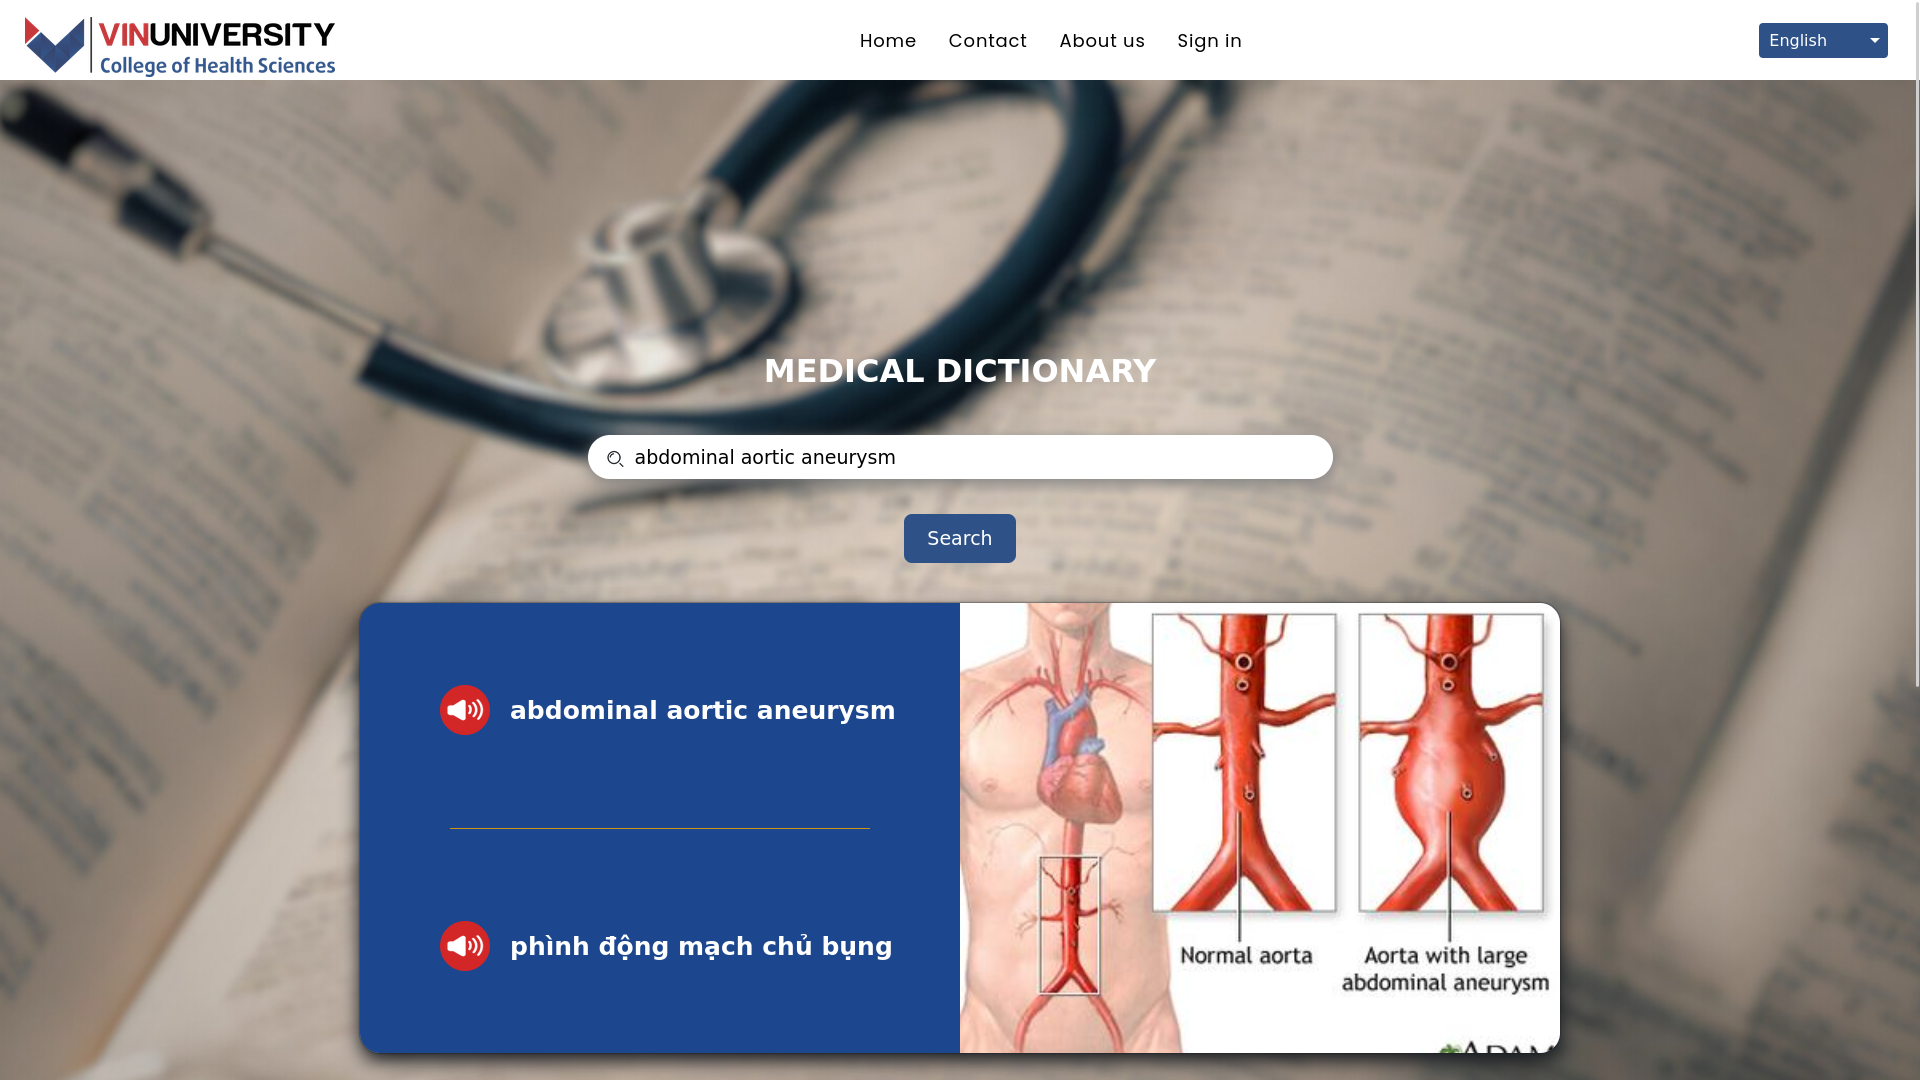 VINUNIVERSITY
College of Health Sciences
Home
Contact
About us
Sign in
English
MEDICAL DICTIONARY
abdominal aortic aneurysm
Search
abdominal aortic aneurysm
phình động mạch chủ bụng
Normal aorta
Aorta with large
abdominal aneurysm
ADAM